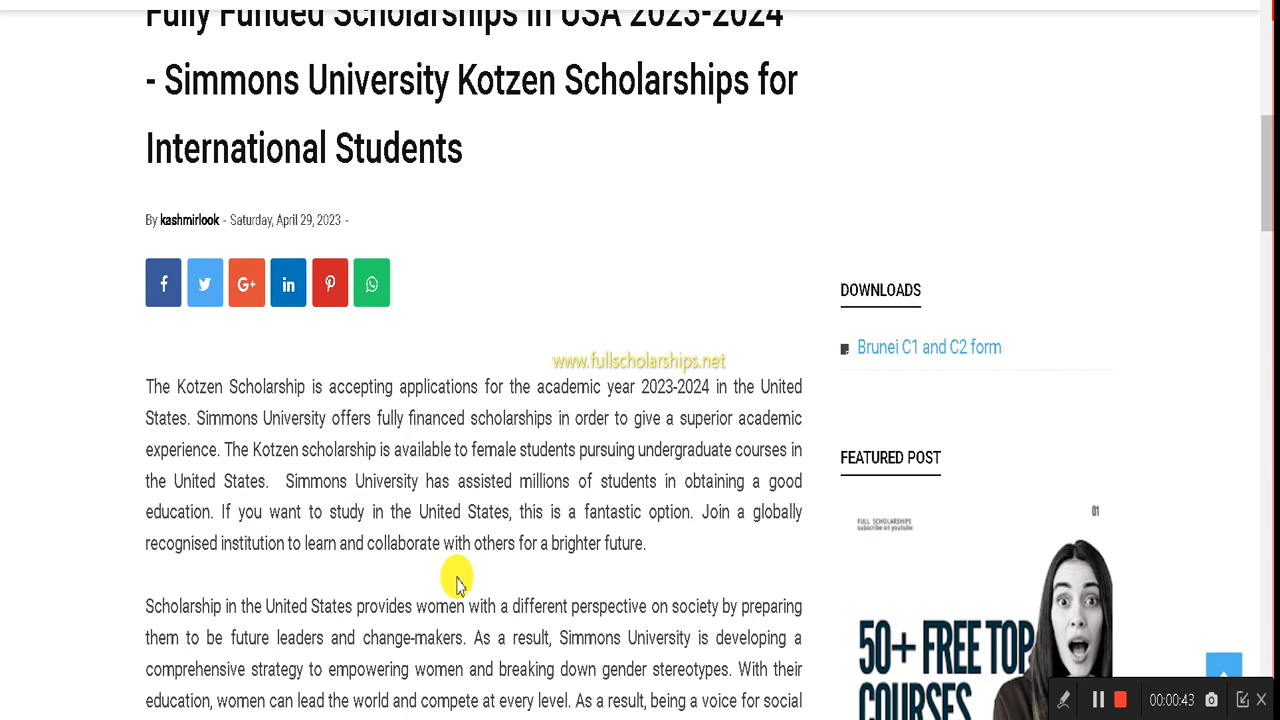 Fully Funded Scholarships in USA 2023-2024
- Simmons University Kotzen Scholarships for
International Students
By kashmirlook - Saturday, April 29, 2023 -
f
G+
in
www.fullscholarships.net
The Kotzen Scholarship is accepting applications for the academic year 2023-2024 in the United
States. Simmons University offers fully financed scholarships in order to give a superior academic
experience. The Kotzen scholarship is available to female students pursuing undergraduate courses in
the United States. Simmons University has assisted millions of students in obtaining a good
education. If you want to study in the United States, this is a fantastic option. Join a globally
recognised institution to learn and collaborate with others for a brighter future.
Scholarship in the United States provides women with a different perspective on society by preparing
them to be future leaders and change-makers. As a result, Simmons University is developing a
comprehensive strategy to empowering women and breaking down gender stereotypes. With their
education, women can lead the world and compete at every level. As a result, being a voice for social
DOWNLOADS
Brunei C1 and C2 form
FEATURED POST
FULL SCHOLARSHIPS
subscribe on youtube
01
50+ FREE TOP
COURSES
00:00:43